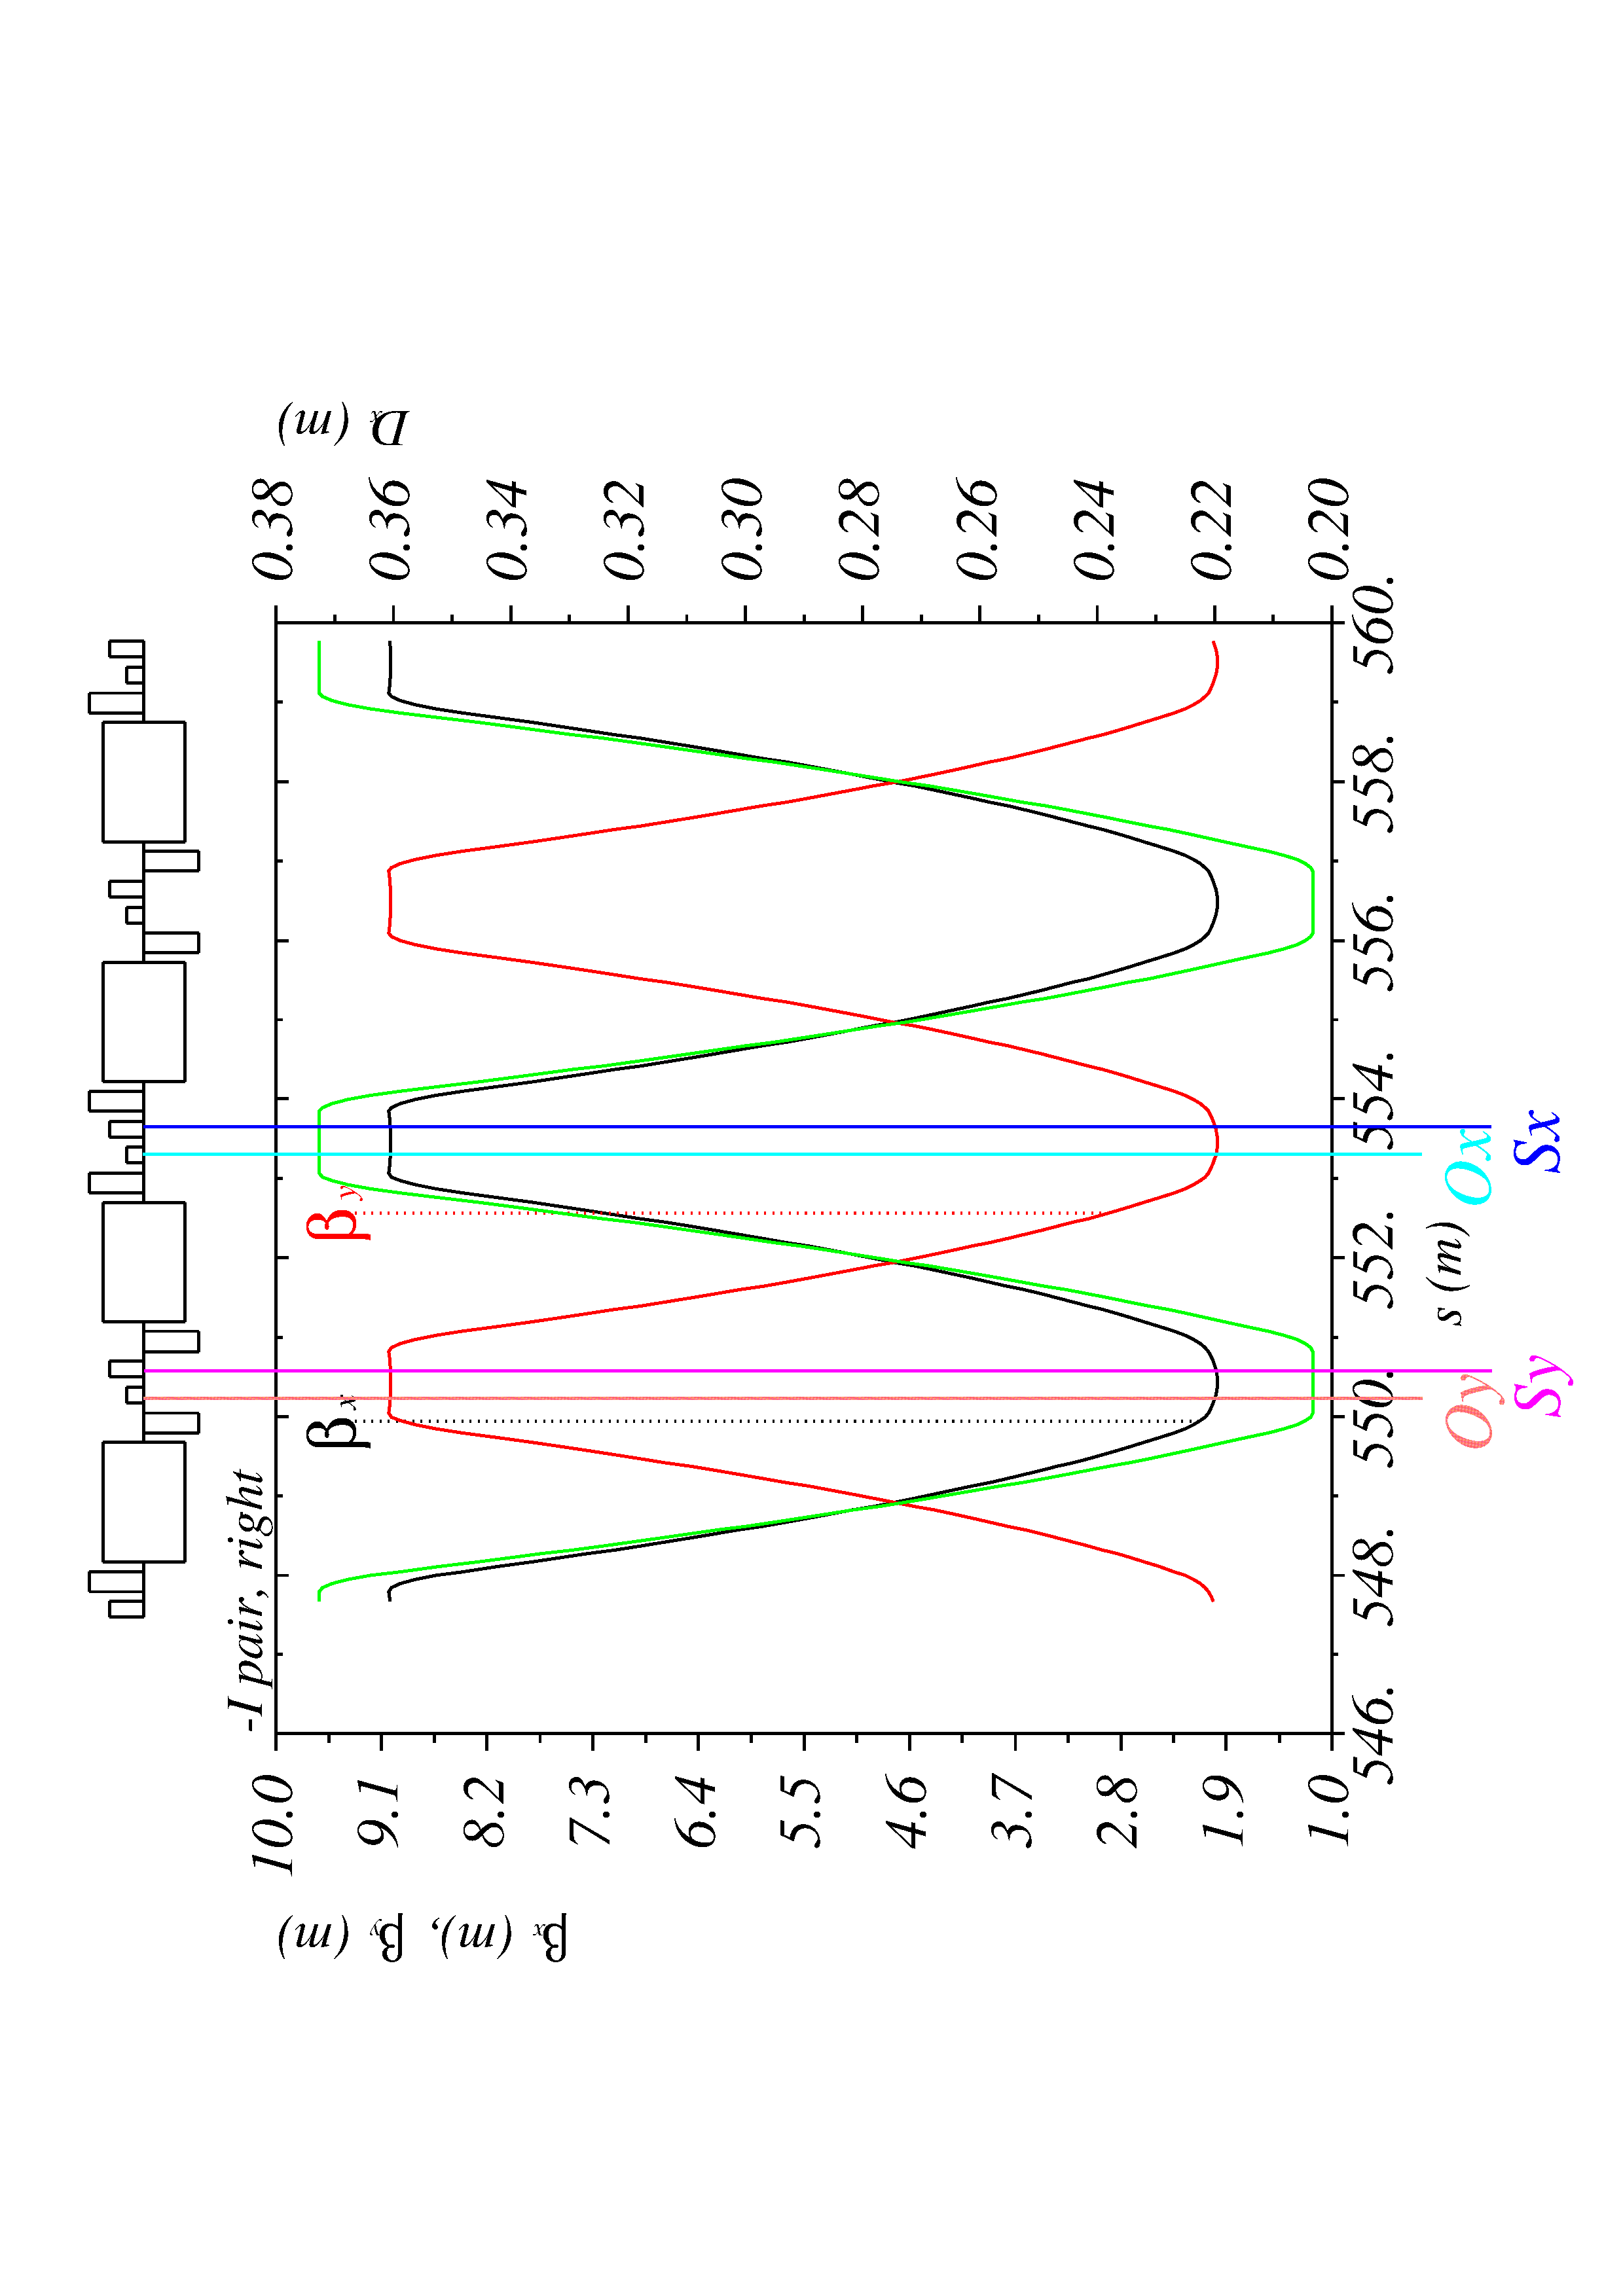 -I pair, right
βx (m), βy (m)
10.0
9.1
8.2
7.3
6.4
5.5
4.6
3.7
2.8
1.9
1.0
βx
βy
Dx (m)
0.38
0.36
0.34
0.32
0.30
0.28
0.26
0.24
0.22
0.20
546. 548. 550. 552. 554. 556. 558. 560.
s (m)
Oy Ox
Sy Sx